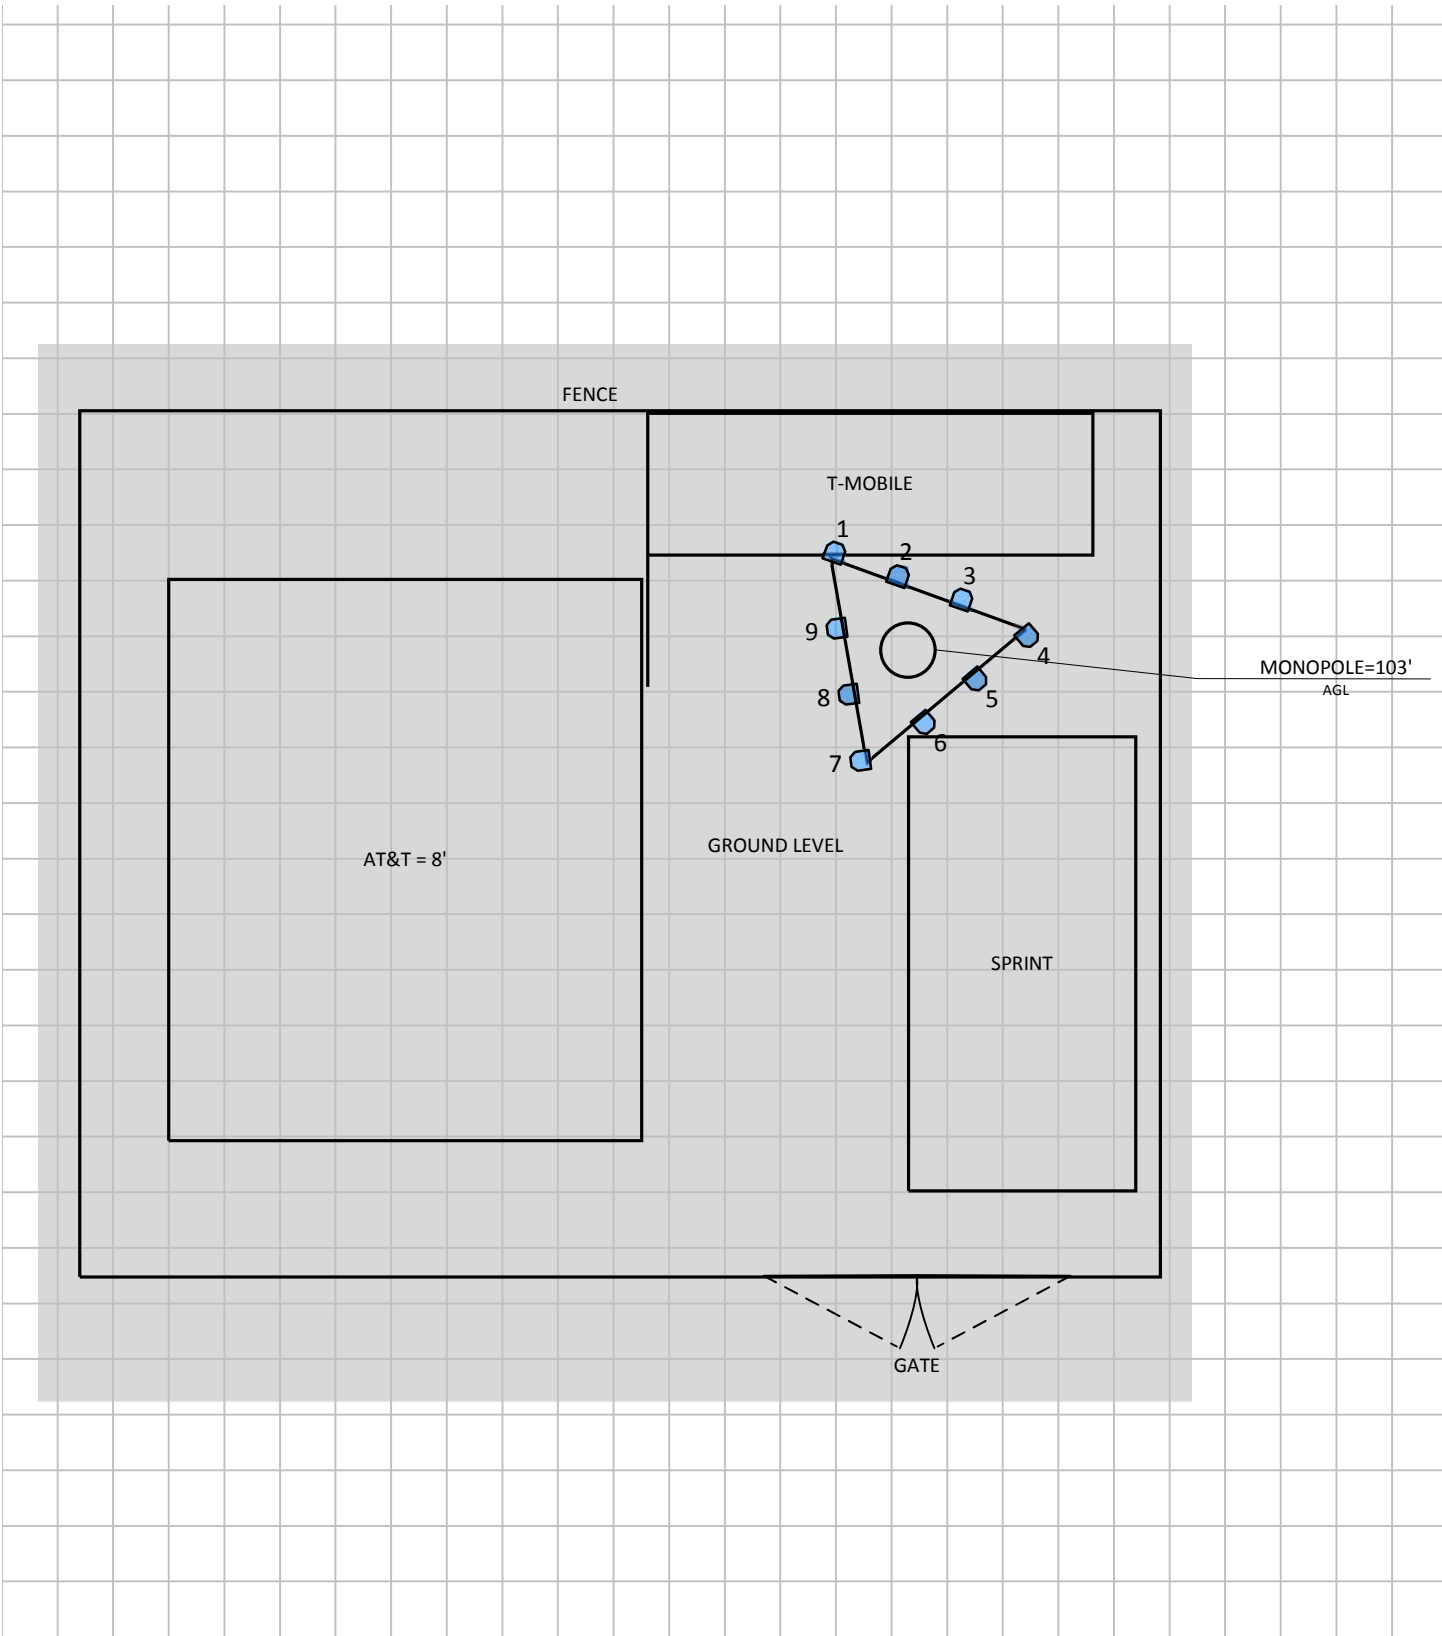 FENCE
T-MOBILE
1
2
3
9
4
MONOPOLE=103'
AGL
8
5
6
7
GROUND LEVEL
AT&T = 8'
SPRINT
GATE